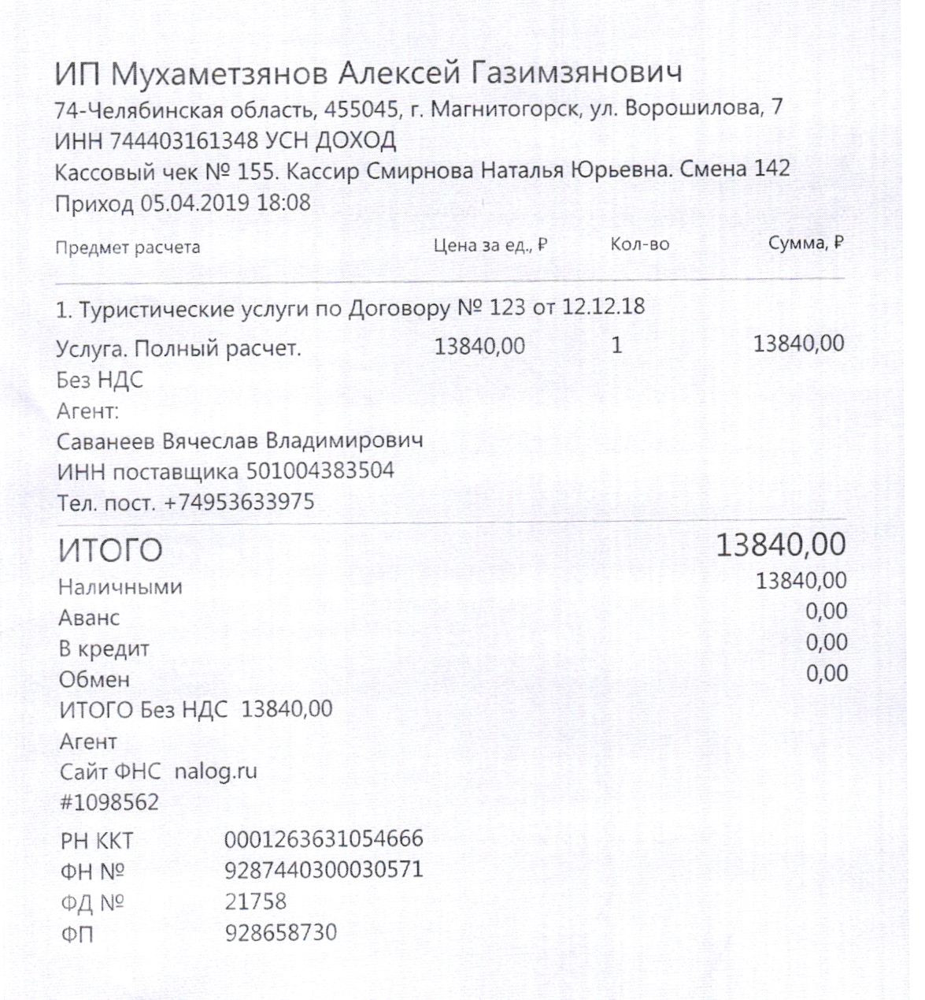 ИП Мухаметзянов Алексей Газимзянович
74-Челябинская область, 455045, г. Магнитогорск, ул. Ворошилова, 7
ИНН 744403161348 УСН ДОХОД
Кассовый чек № 155. Кассир Смирнова Наталья Юрьевна. Смена 142
Приход 05.04.2019 18:08
Предмет расчета Цена за ед., ₽ Кол-во Сумма, ₽
1. Туристические услуги по Договору № 123 от 12.12.18
Услуга. Полный расчет. 13840,00 1 13840,00
Без НДС
Агент:
Саванеев Вячеслав Владимирович
ИНН поставщика 501004383504
Тел. пост. +74953633975
ИТОГО 13840,00
Наличными 13840,00
Аванс 0,00
В кредит 0,00
Обмен 0,00
ИТОГО Без НДС 13840,00
Агент
Сайт ФНС nalog.ru
#1098562
РН ККТ 0001263631054666
ФН № 9287440300030571
ФД № 21758
ФП 928658730